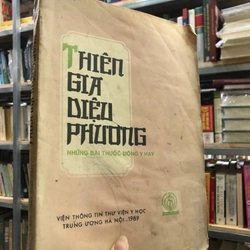 THIÊN
GIA
DIỆU
PHƯƠNG
NHỮNG BÀI THUỐC ĐÔNG Y HAY
VIỆN THÔNG TIN THƯ VIỆN Y HỌC
TRUNG ƯƠNG HÀ NỘI - 1989